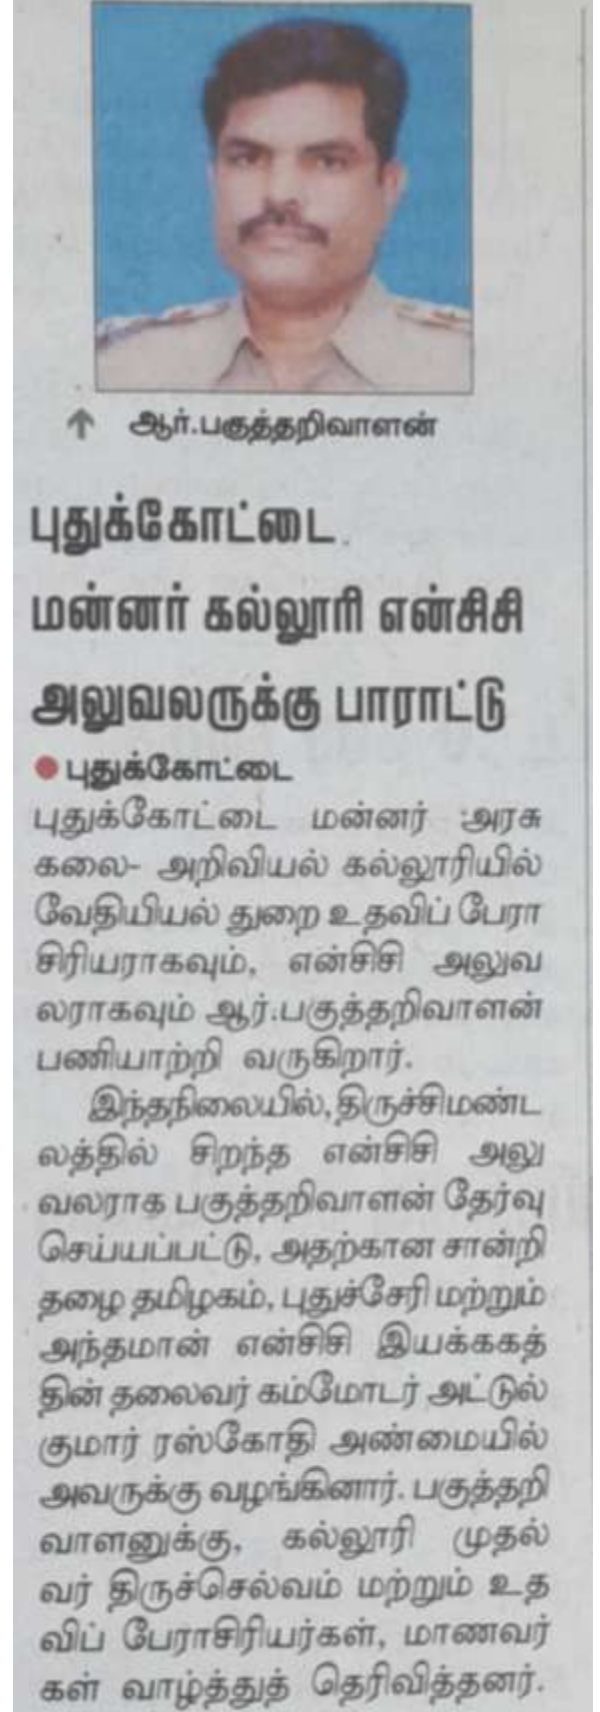 ஆர்.பகுத்தறிவாளன்
புதுக்கோட்டை
மன்னர் கல்லூரி என்சிசி
அலுவலருக்கு பாராட்டு
● புதுக்கோட்டை
புதுக்கோட்டை மன்னர் அரசு
கலை- அறிவியல் கல்லூரியில்
வேதியியல் துறை உதவிப் பேரா
சிரியராகவும், என்சிசி அலுவ
லராகவும் ஆர்.பகுத்தறிவாளன்
பணியாற்றி வருகிறார்.
இந்தநிலையில், திருச்சிமண்ட
லத்தில் சிறந்த என்சிசி அலு
வலராக பகுத்தறிவாளன் தேர்வு
செய்யப்பட்டு, அதற்கான சான்றி
தழை தமிழகம், புதுச்சேரி மற்றும்
அந்தமான் என்சிசி இயக்ககத்
தின் தலைவர் கம்மோடர் அட்டுல்
குமார் ரஸ்கோதி அண்மையில்
அவருக்கு வழங்கினார். பகுத்தறி
வாளனுக்கு, கல்லூரி முதல்
வர் திருச்செல்வம் மற்றும் உத
விப் பேராசிரியர்கள், மாணவர்
கள் வாழ்த்துத் தெரிவித்தனர்.